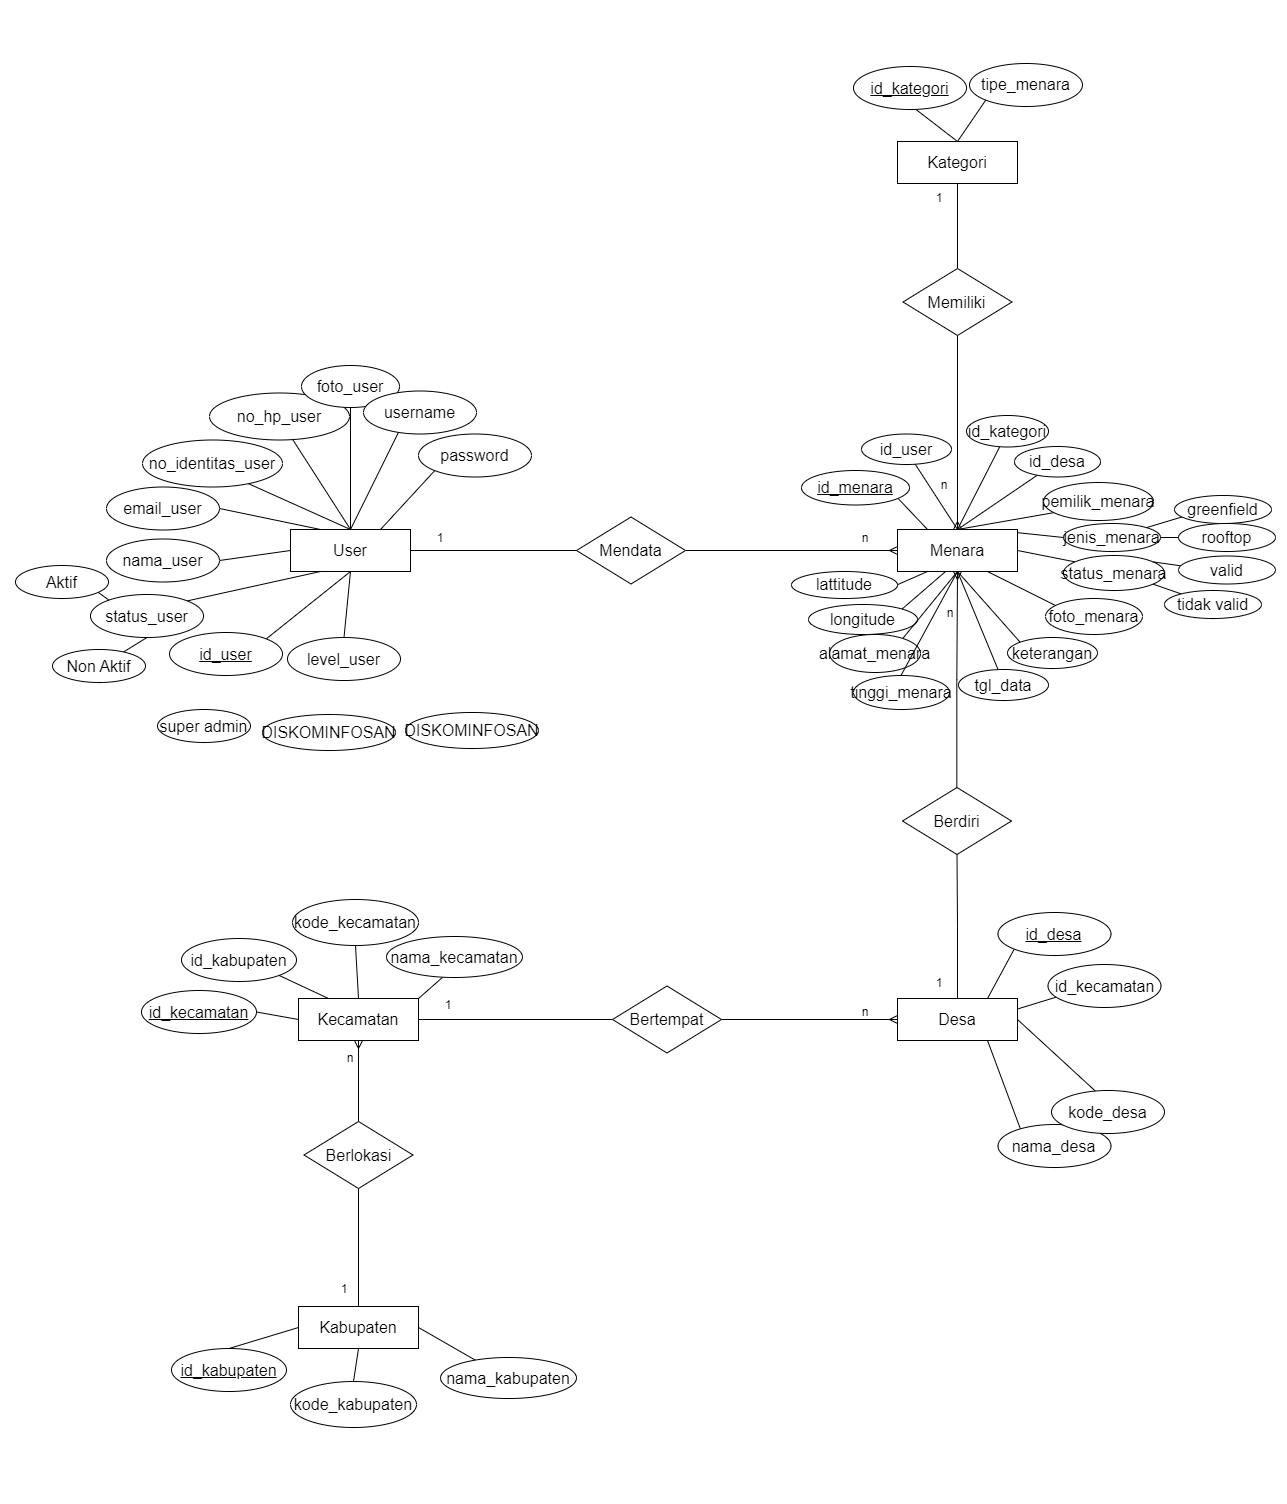 id_kategori
tipe_menara
Kategori
1
Memiliki
foto_user
no_hp_user
username
no_identitas_user
password
email_user
User
nama_user
Aktif
status_user
Non Aktif
id_user
level_user
super admin
DISKOMINFOSAN
DISKOMINFOSAN
1
Mendata
n
id_kategori
id_user
id_desa
n
id_menara
pemilik_menara
greenfield
jenis_menara
rooftop
Menara
status_menara
valid
tidak valid
lattitude
longitude
n
foto_menara
alamat_menara
keterangan
tinggi_menara
tgl_data
Berdiri
1
id_desa
id_kecamatan
Desa
kode_desa
nama_desa
kode_kecamatan
id_kabupaten
nama_kecamatan
id_kecamatan
Kecamatan
1
Bertempat
n
n
Berlokasi
1
Kabupaten
id_kabupaten
kode_kabupaten
nama_kabupaten